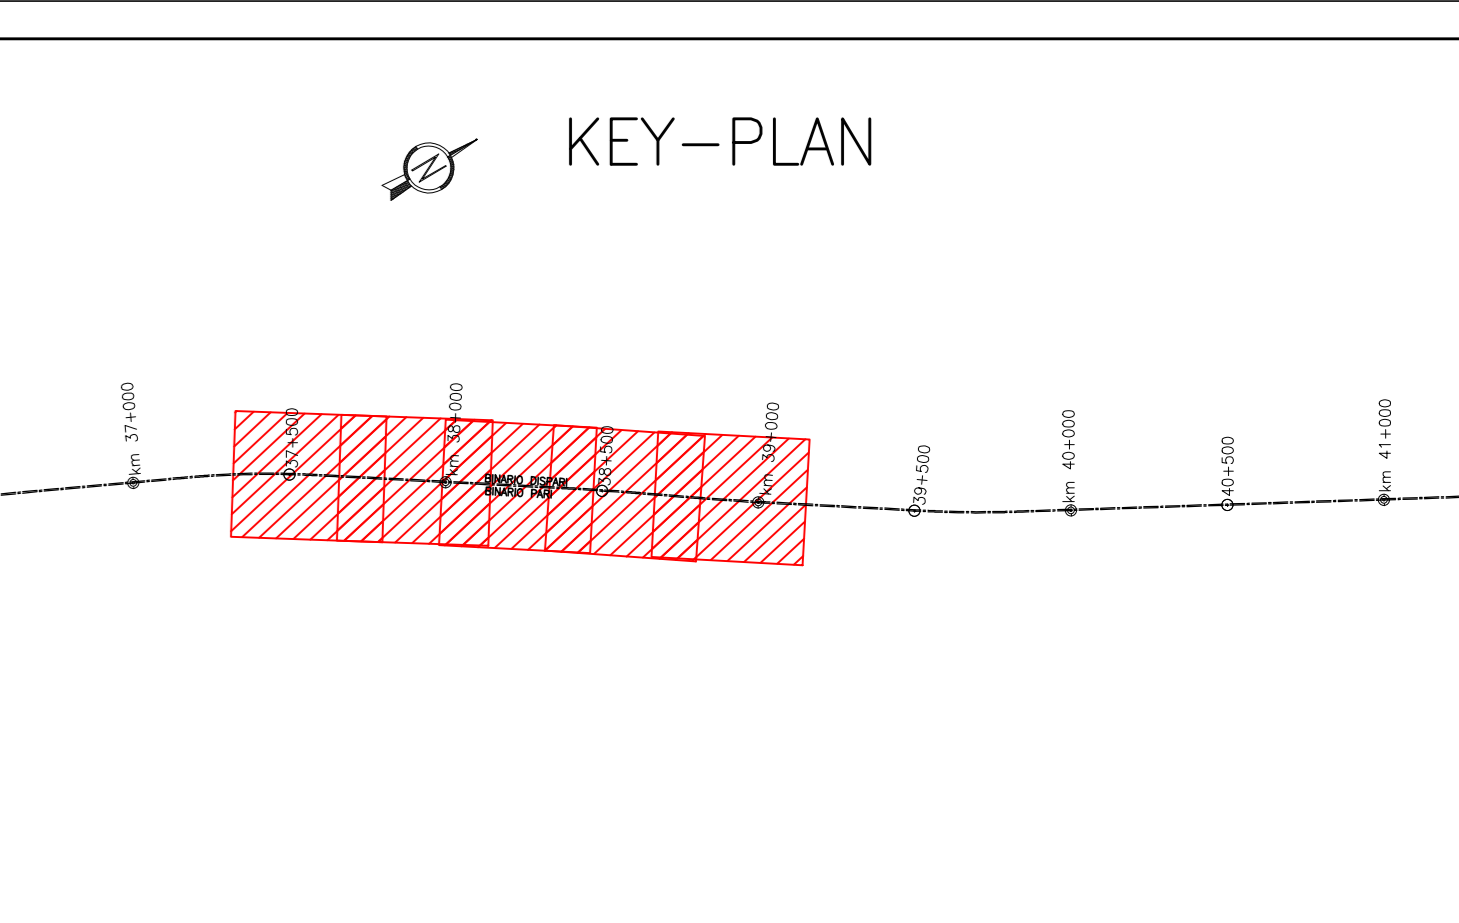 KEY-PLAN
N
km 37+000
37+500
km 38+000
BINARIO DISPARI
BINARIO PARI
38+500
km 39+000
39+500
km 40+000
40+500
km 41+000